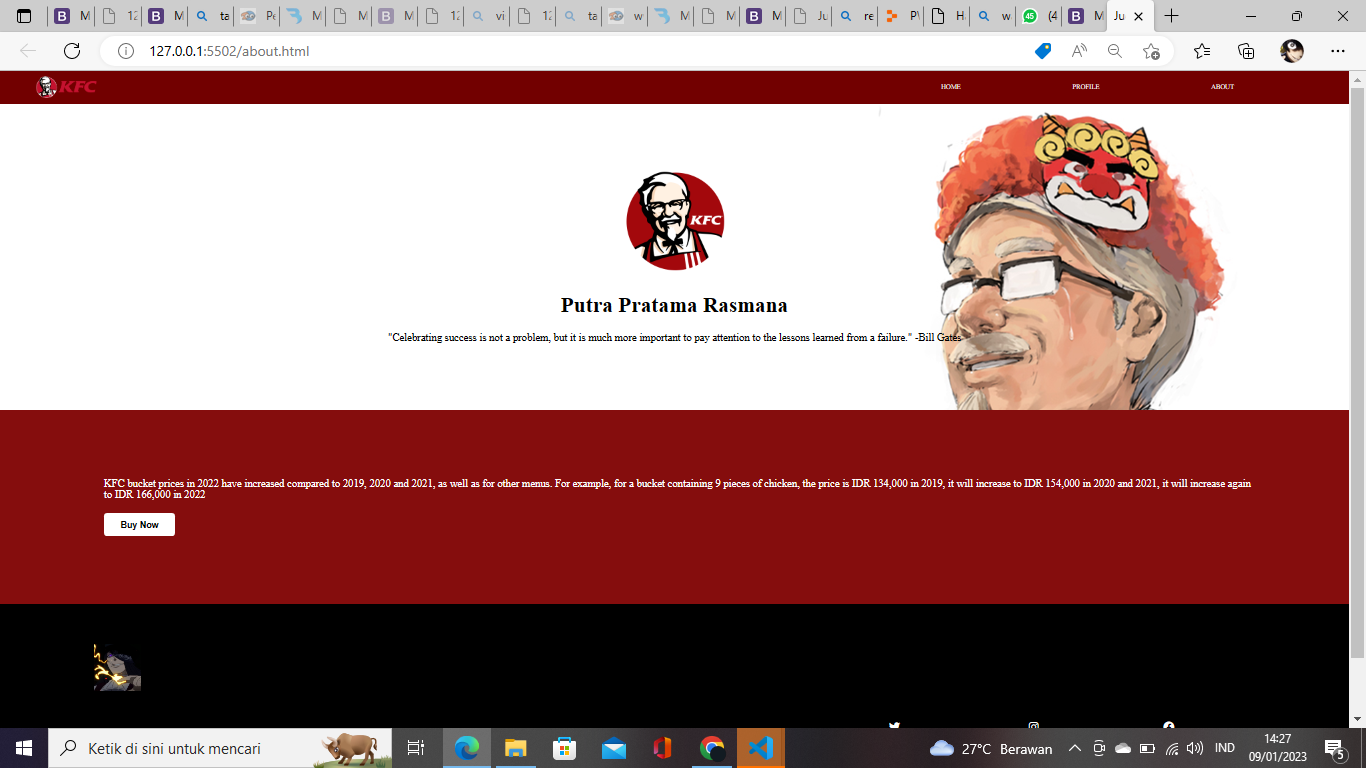 M
12
M
ta
Pe
M
M
M
12
vi
12
ta
w
M
M
M
Ju
re
P\
H
w
45
(4
M
Ju
127.0.0.1:5502/about.html
KFC
HOME
PROFILE
ABOUT
KFC
Putra Pratama Rasmana
"Celebrating success is not a problem, but it is much more important to pay attention to the lessons learned from a failure." -Bill Gates
KFC bucket prices in 2022 have increased compared to 2019, 2020 and 2021, as well as for other menus. For example, for a bucket containing 9 pieces of chicken, the price is IDR 134,000 in 2019, it will increase to IDR 154,000 in 2020 and 2021, it will increase again
to IDR 166,000 in 2022
Buy Now
Ketik di sini untuk mencari
27°C Berawan
IND
14:27
09/01/2023
5